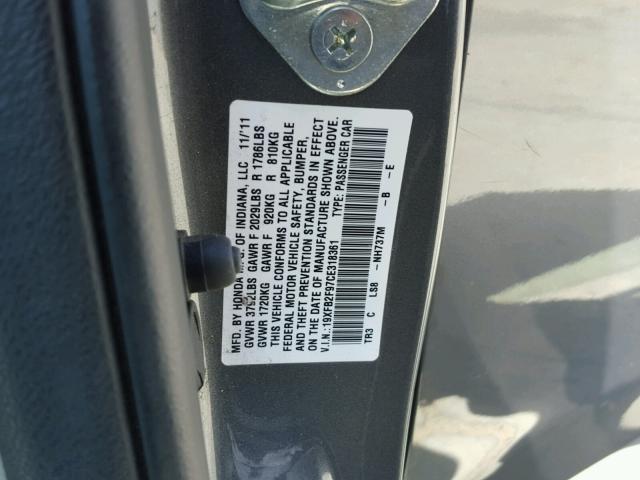 MFD. BY HONDA MFG. OF INDIANA, LLC 11/11
GVWR LBS GAWR F 2029LBS R 1786LBS
GVWR 1720KG GAWR F 920KG R 810KG
THIS VEHICLE CONFORMS TO ALL APPLICABLE
FEDERAL MOTOR VEHICLE SAFETY, BUMPER,
AND THEFT PREVENTION STANDARDS IN EFFECT
ON THE DATE OF MANUFACTURE SHOWN ABOVE.
V.I.N.:19XFB2F97CE318361 TYPE: PASSENGER CAR
TR3 C LS8 -NH737M -B -E